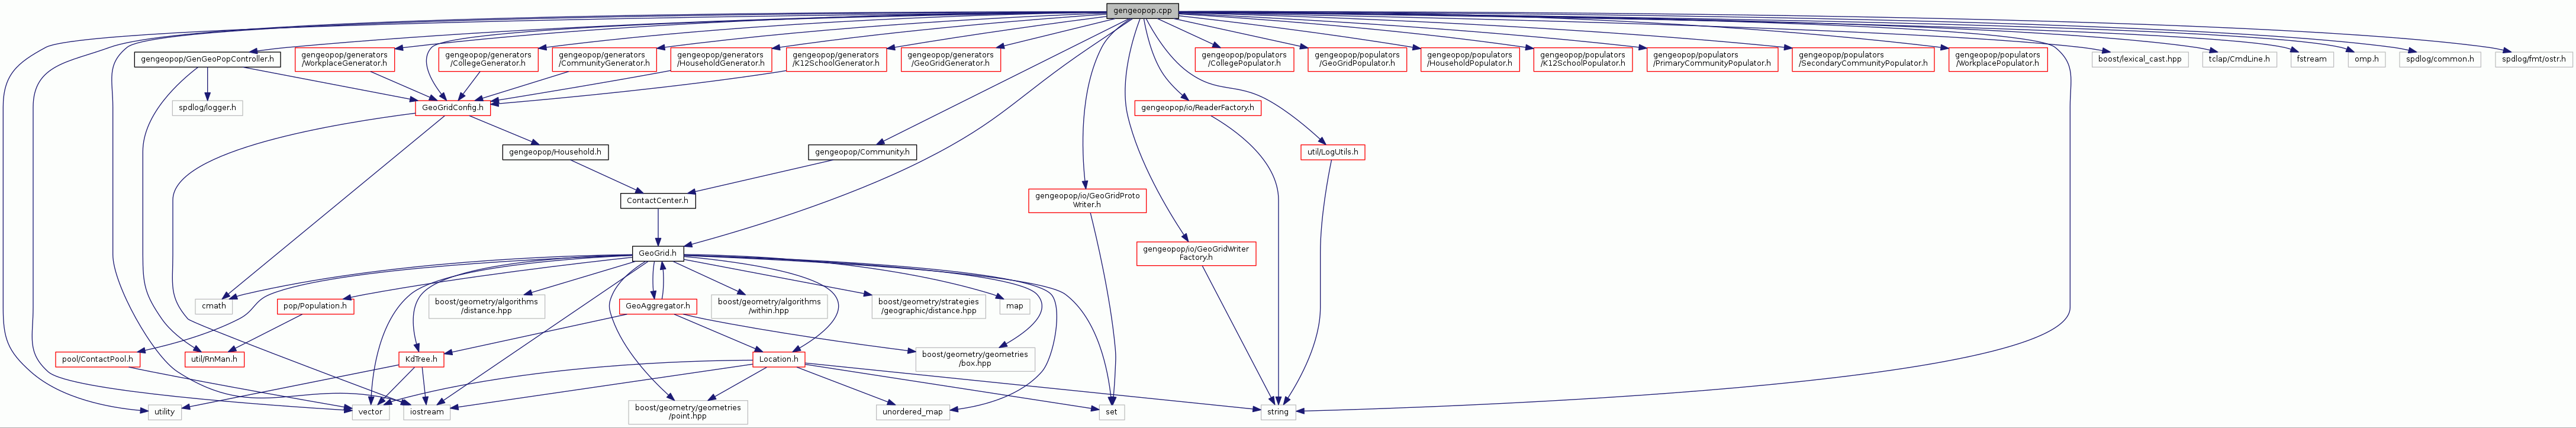 gengeopop.cpp
gengeopop/GenGeoPopController.h
gengeopop/generators
/WorkplaceGenerator.h
gengeopop/generators
/CollegeGenerator.h
gengeopop/generators
/CommunityGenerator.h
gengeopop/generators
/HouseholdGenerator.h
gengeopop/generators
/K12SchoolGenerator.h
gengeopop/generators
/GeoGridGenerator.h
gengeopop/populators
/CollegePopulator.h
gengeopop/populators
/GeoGridPopulator.h
gengeopop/populators
/HouseholdPopulator.h
gengeopop/populators
/K12SchoolPopulator.h
gengeopop/populators
/PrimaryCommunityPopulator.h
gengeopop/populators
/SecondaryCommunityPopulator.h
gengeopop/populators
/WorkplacePopulator.h
boost/lexical_cast.hpp
tclap/CmdLine.h
fstream
omp.h
spdlog/common.h
spdlog/fmt/ostr.h
spdlog/logger.h
GeoGridConfig.h
gengeopop/io/ReaderFactory.h
gengeopop/Household.h
gengeopop/Community.h
util/LogUtils.h
ContactCenter.h
gengeopop/io/GeoGridProto
Writer.h
GeoGrid.h
gengeopop/io/GeoGridWriter
Factory.h
cmath
pop/Population.h
boost/geometry/algorithms
/distance.hpp
GeoAggregator.h
boost/geometry/algorithms
/within.hpp
boost/geometry/strategies
/geographic/distance.hpp
map
pool/ContactPool.h
util/RnMan.h
KdTree.h
Location.h
boost/geometry/geometries
/box.hpp
utility
vector
iostream
boost/geometry/geometries
/point.hpp
unordered_map
set
string